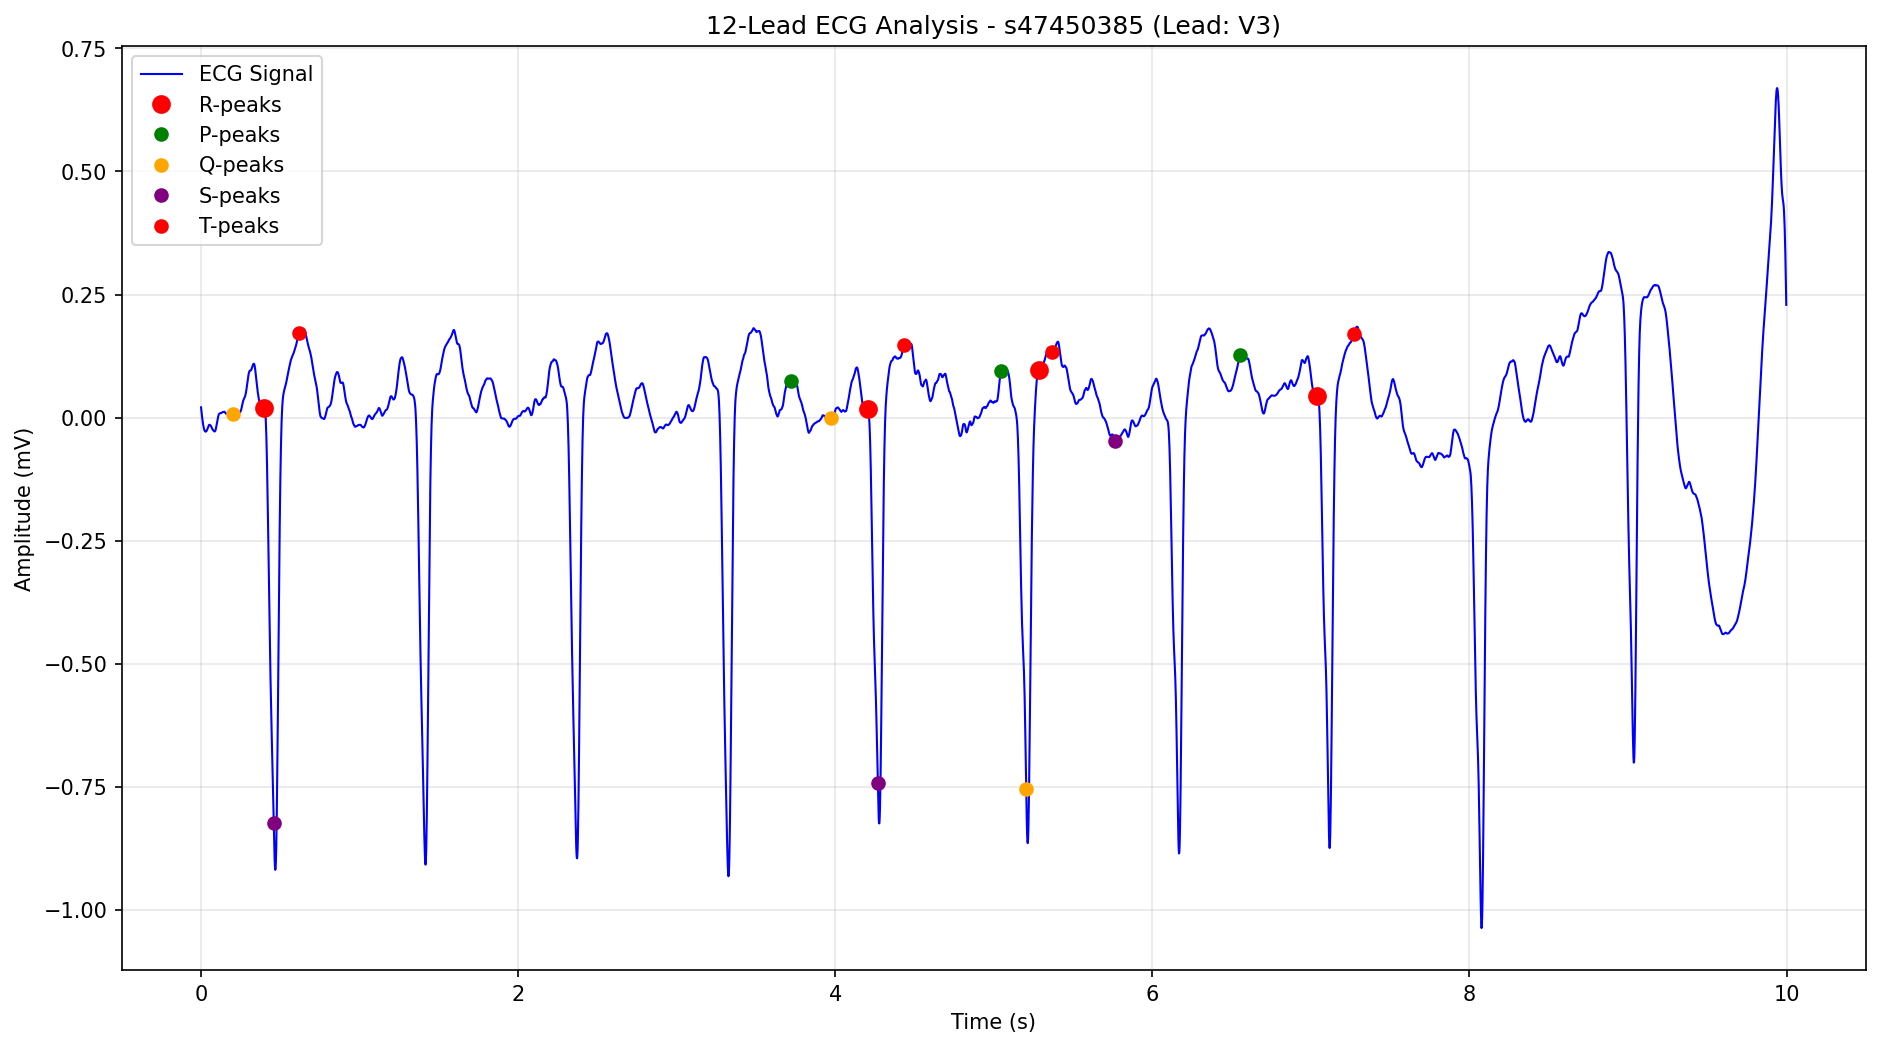 12-Lead ECG Analysis - s47450385 (Lead: V3)
ECG Signal
R-peaks
P-peaks
Q-peaks
S-peaks
T-peaks
Amplitude (mV)
0.75
0.50
0.25
0.00
−0.25
−0.50
−0.75
−1.00
0 2 4 6 8 10
Time (s)